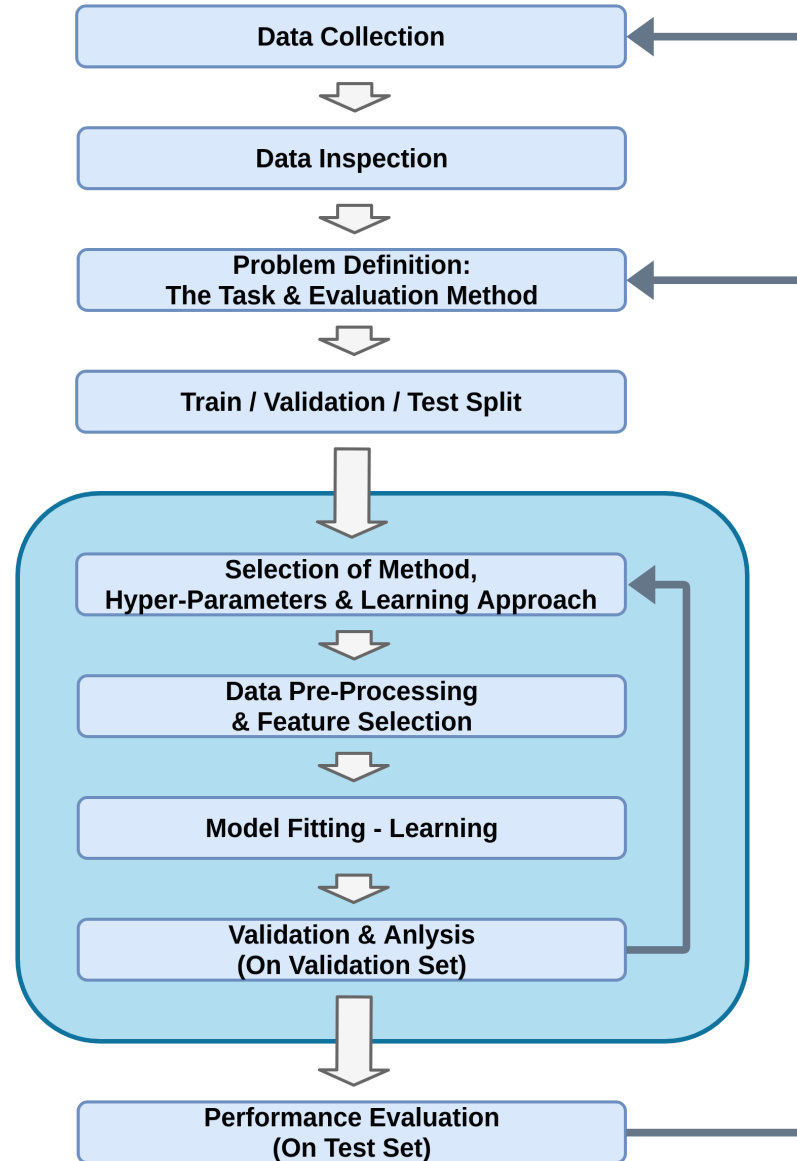 Data Collection
Data Inspection
Problem Definition:
The Task & Evaluation Method
Train / Validation / Test Split
Selection of Method,
Hyper-Parameters & Learning Approach
Data Pre-Processing
& Feature Selection
Model Fitting - Learning
Validation & Anlysis
(On Validation Set)
Performance Evaluation
(On Test Set)